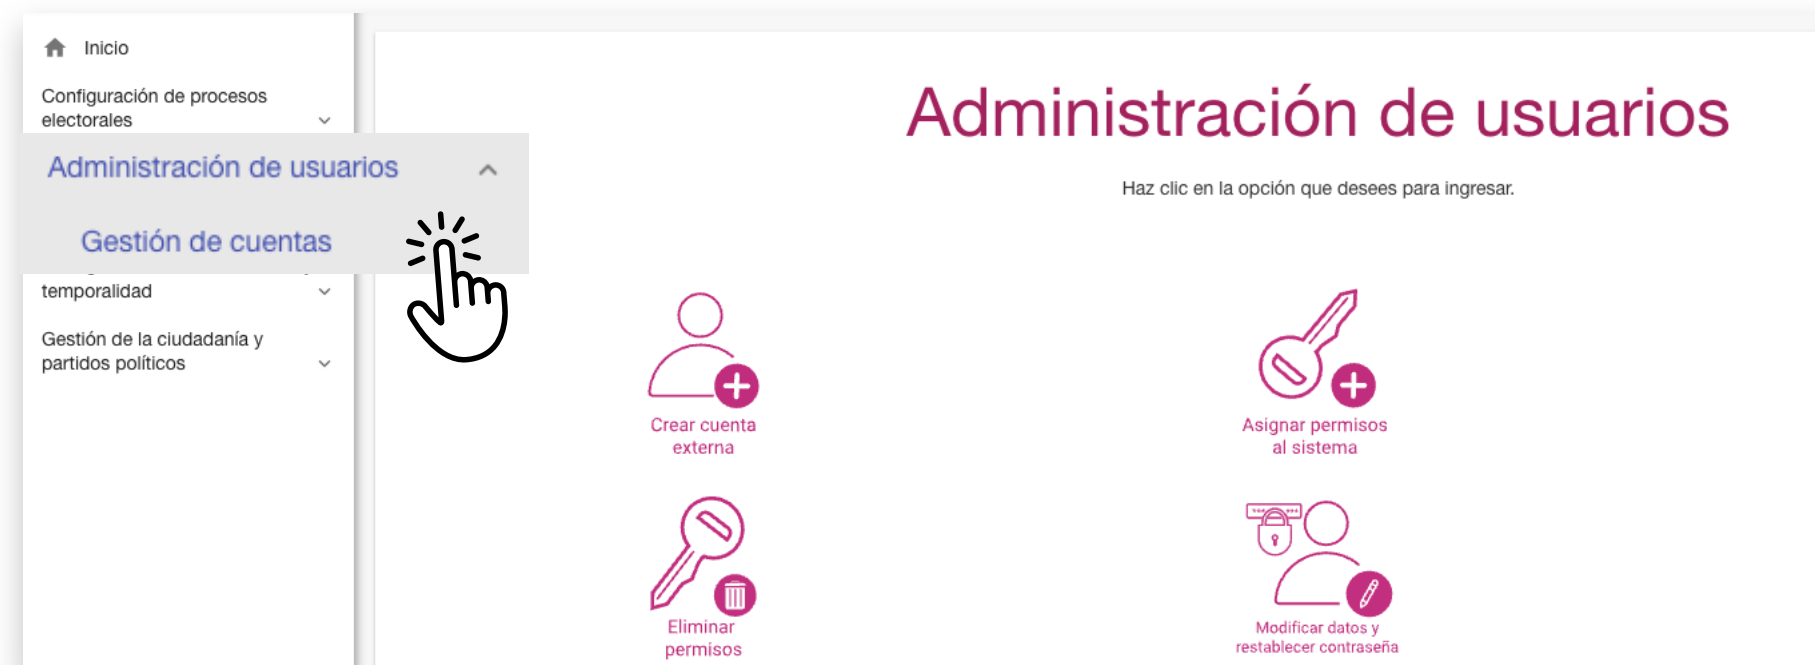 Inicio
Configuración de procesos
electorales
Administración de usuarios
Gestión de cuentas
temporalidad
Gestión de la ciudadanía y
partidos políticos
Administración de usuarios
Haz clic en la opción que desees para ingresar.
Crear cuenta
externa
Asignar permisos
al sistema
Eliminar
permisos
Modificar datos y
restablecer contraseña